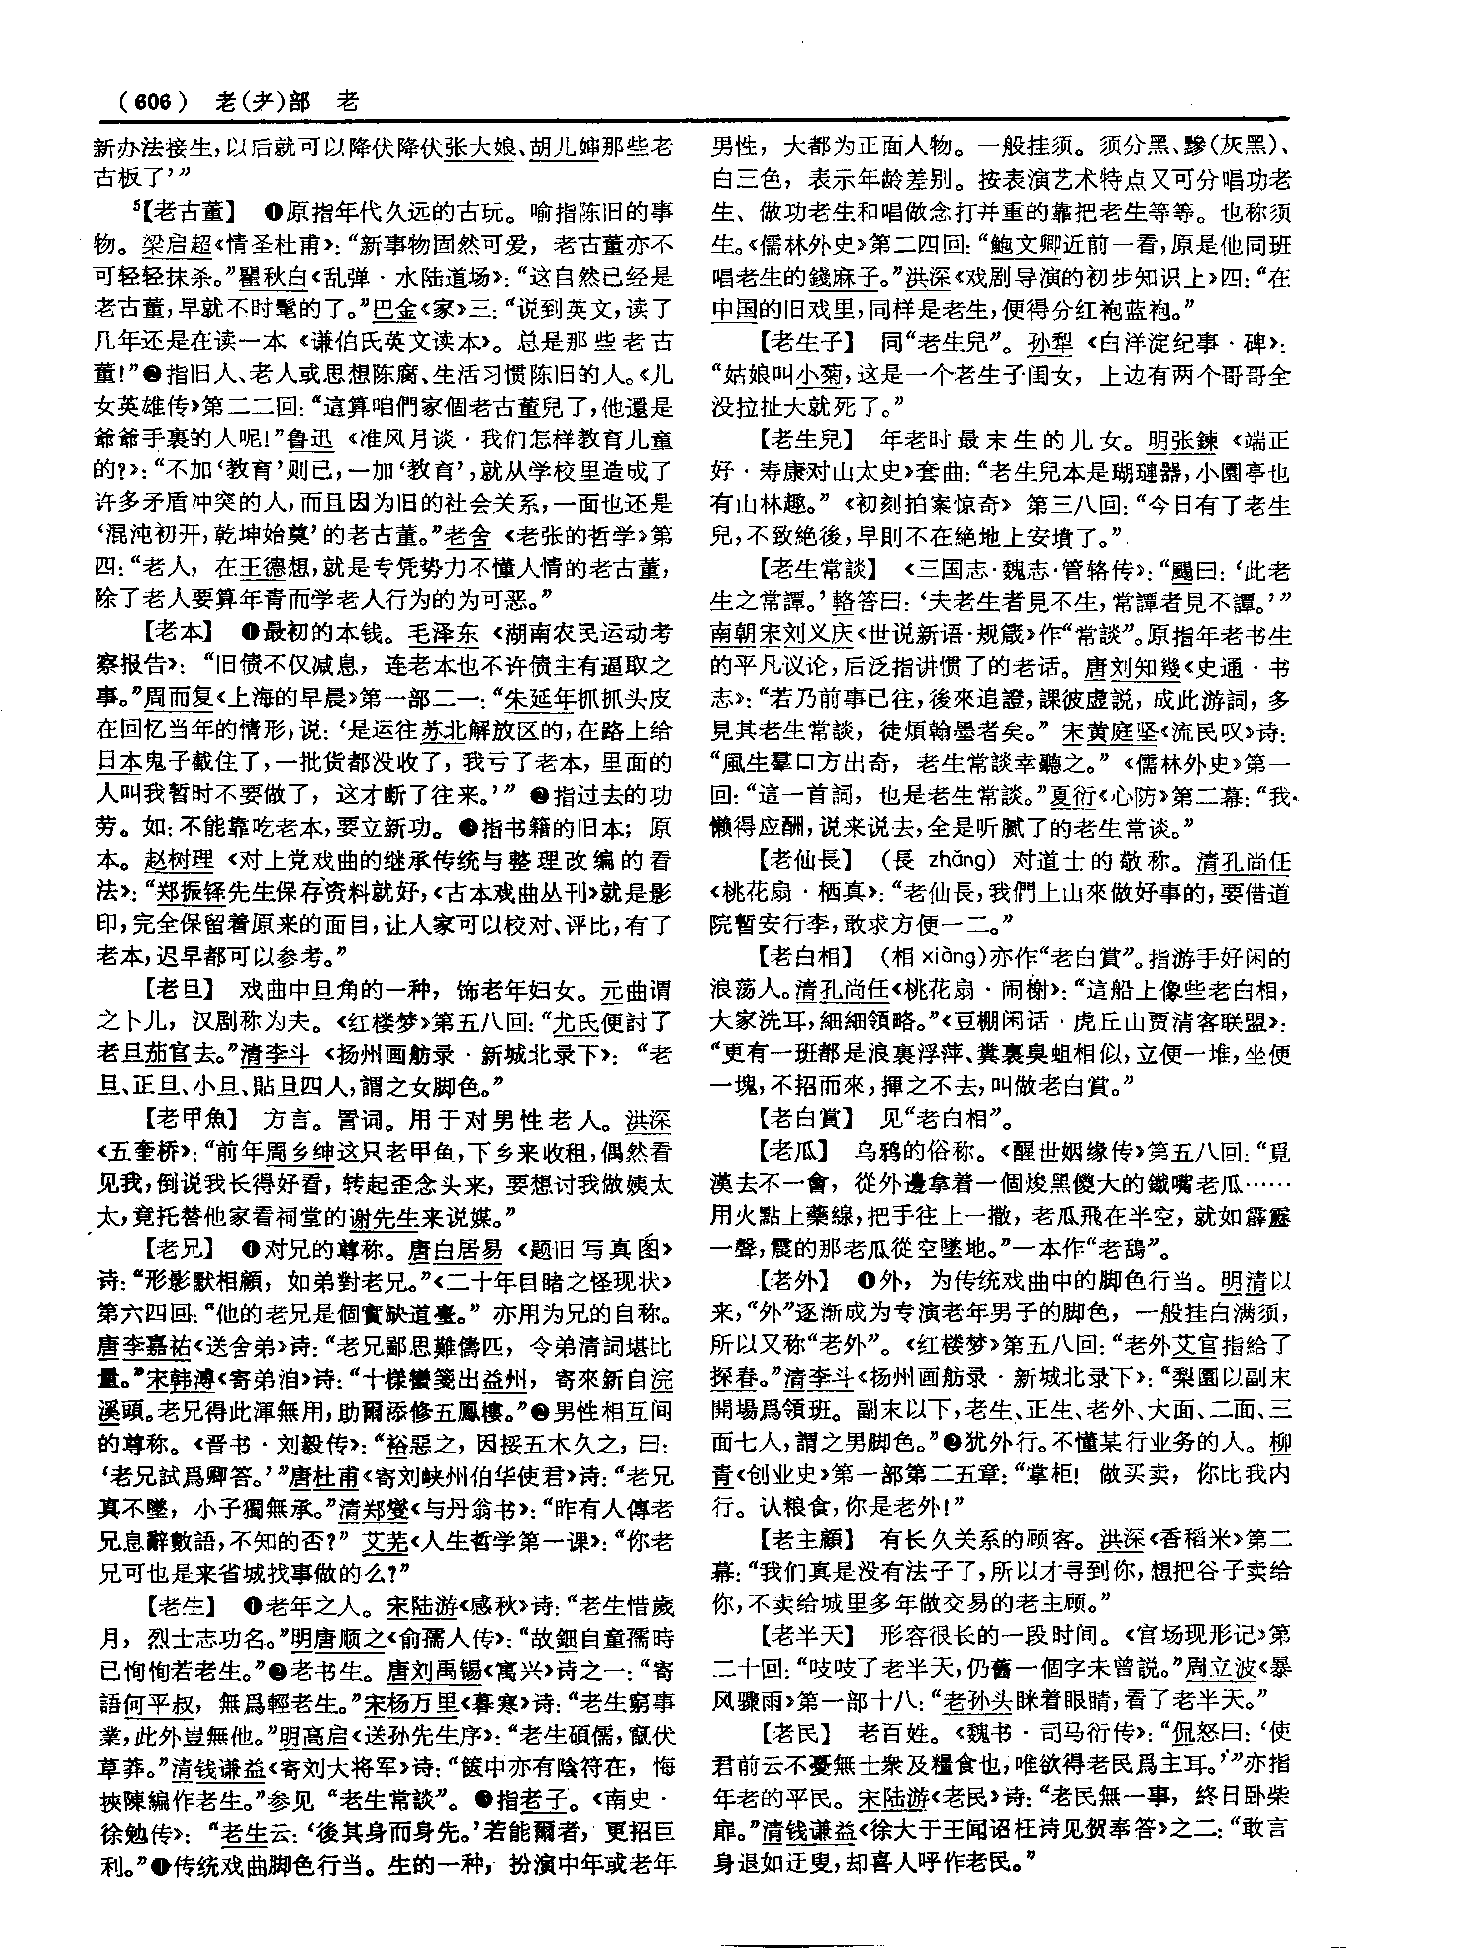 （606） 老(耂)部 老
新办法接生，以后就可以降伏降伏张大娘、胡儿婶那些老
古板了’”
5【老古董】 ❶原指年代久远的古玩。喻指陈旧的事
物。梁启超《情圣杜甫》：“新事物固然可爱，老古董亦不
可轻轻抹杀。”瞿秋白《乱弹·水陆道场》：“这自然已经是
老古董，早就不时髦的了。”巴金《家》三：“说到英文，读了
几年还是在读一本《谦伯氏英文读本》。总是那些老古
董！”❷指旧人、老人或思想陈腐、生活习惯陈旧的人。《儿
女英雄传》第二二回：“這算咱們家個老古董兒了，他還是
爺爺手裏的人呢！”鲁迅《准风月谈·我们怎样教育儿童
的?》：“不加‘教育’则已，一加‘教育’，就从学校里造成了
许多矛盾冲突的人，而且因为旧的社会关系，一面也还是
‘混沌初开，乾坤始奠’的老古董。”老舍《老张的哲学》第
四：“老人，在王德想，就是专凭势力不懂人情的老古董，
除了老人要算年青而学老人行为的为可恶。”
【老本】 ❶最初的本钱。毛泽东《湖南农民运动考
察报告》：“旧债不仅减息，连老本也不许债主有逼取之
事。”周而复《上海的早晨》第一部二一：“朱延年抓抓头皮
在回忆当年的情形，说：‘是运往苏北解放区的，在路上给
日本鬼子截住了，一批货都没收了，我亏了老本，里面的
人叫我暂时不要做了，这才断了往来。’” ❷指过去的功
劳。如：不能靠吃老本，要立新功。❸指书籍的旧本；原
本。赵树理《对上党戏曲的继承传统与整理改编的看
法》：“郑振铎先生保存资料就好，《古本戏曲丛刊》就是影
印，完全保留着原来的面目，让人家可以校对、评比，有了
老本，迟早都可以参考。”
【老旦】 戏曲中旦角的一种，饰老年妇女。元曲谓
之卜儿，汉剧称为夫。《红楼梦》第五八回：“尤氏便討了
老旦茄官去。”清李斗《扬州画舫录·新城北录下》：“老
旦、正旦、小旦、貼旦四人，謂之女脚色。”
【老甲魚】 方言。詈词。用于对男性老人。洪深
《五奎桥》：“前年周乡绅这只老甲鱼，下乡来收租，偶然看
见我，倒说我长得好看，转起歪念头来，要想讨我做姨太
太，竟托替他家看祠堂的谢先生来说媒。”
【老兄】 ❶对兄的尊称。唐白居易《题旧写真图》
诗：“形影默相顧，如弟對老兄。”《二十年目睹之怪现状》
第六四回：“他的老兄是個實缺道臺。” 亦用为兄的自称。
唐李嘉祐《送舍弟》诗：“老兄鄙思難儔匹，令弟清詞堪比
量。”宋韩溥《寄弟洎》诗：“十樣蠻箋出益州，寄來新自浣
溪頭。老兄得此渾無用，助爾添修五鳳樓。”❷男性相互间
的尊称。《晋书·刘毅传》：“裕惡之，因挼五木久之，曰：
‘老兄試爲卿答。’”唐杜甫《寄刘峡州伯华使君》诗：“老兄
真不墜，小子獨無承。”清郑燮《与丹翁书》：“昨有人傳老
兄息辭數語，不知的否?” 艾芜《人生哲学第一课》：“你老
兄可也是来省城找事做的么?”
【老生】 ❶老年之人。宋陆游《感秋》诗：“老生惜歲
月，烈士志功名。”明唐顺之《俞孺人传》：“故鈿自童孺時
已恂恂若老生。”❷老书生。唐刘禹锡《寓兴》诗之一：“寄
語何平叔，無爲輕老生。”宋杨万里《暮寒》诗：“老生窮事
業，此外豈無他。”明高启《送孙先生序》：“老生碩儒，竄伏
草莽。”清钱谦益《寄刘大将军》诗：“篋中亦有陰符在，悔
挾陳編作老生。”参见“老生常談”。❸指老子。《南史·
徐勉传》：“老生云：‘後其身而身先。’若能爾者，更招巨
利。”❹传统戏曲脚色行当。生的一种，扮演中年或老年
男性，大都为正面人物。一般挂须。须分黑、黪(灰黑)、
白三色，表示年龄差别。按表演艺术特点又可分唱功老
生、做功老生和唱做念打并重的靠把老生等等。也称须
生。《儒林外史》第二四回：“鮑文卿近前一看，原是他同班
唱老生的錢麻子。”洪深《戏剧导演的初步知识上》四：“在
中国的旧戏里，同样是老生，便得分红袍蓝袍。”
【老生子】 同“老生兒”。孙犁《白洋淀纪事·碑》：
“姑娘叫小菊，这是一个老生子闺女，上边有两个哥哥全
没拉扯大就死了。”
【老生兒】 年老时最末生的儿女。明张鍊《端正
好·寿康对山太史》套曲：“老生兒本是瑚璉器，小園亭也
有山林趣。”《初刻拍案惊奇》第三八回：“今日有了老生
兒，不致絶後，早則不在絶地上安墳了。”
【老生常談】 《三国志·魏志·管辂传》：“颺曰：‘此老
生之常譚。’輅答曰：‘夫老生者見不生，常譚者見不譚。’”
南朝宋刘义庆《世说新语·规箴》作“常談”。原指年老书生
的平凡议论，后泛指讲惯了的老话。唐刘知幾《史通·书
志》：“若乃前事已往，後來追證，課彼虚説，成此游詞，多
見其老生常談，徒煩翰墨者矣。” 宋黄庭坚《流民叹》诗：
“風生羣口方出奇，老生常談幸聽之。”《儒林外史》第一
回：“這一首詞，也是老生常談。”夏衍《心防》第二幕：“我
懒得应酬，说来说去，全是听腻了的老生常谈。”
【老仙長】 （長 zhǎng）对道士的敬称。清孔尚任
《桃花扇·栖真》：“老仙長，我們上山來做好事的，要借道
院暫安行李，敢求方便一二。”
【老白相】 （相 xiàng)亦作“老白賞”。指游手好闲的
浪荡人。清孔尚任《桃花扇·闹榭》：“這船上像些老白相，
大家洗耳，細細領略。”《豆棚闲话·虎丘山贾清客联盟》：
“更有一班都是浪裏浮萍、糞裏臭蛆相似，立便一堆，坐便
一塊，不招而來，揮之不去，叫做老白賞。”
【老白賞】 见“老白相”。
【老瓜】 乌鸦的俗称。《醒世姻缘传》第五八回：“覓
漢去不一會，從外邊拿着一個焌黑傻大的鐵嘴老瓜……
用火點上藥線，把手往上一撒，老瓜飛在半空，就如霹靂
一聲，震的那老瓜從空墜地。”一本作“老鴰”。
【老外】 ❶外，为传统戏曲中的脚色行当。明清以
来，“外”逐渐成为专演老年男子的脚色，一般挂白满须，
所以又称“老外”。《红楼梦》第五八回：“老外艾官指給了
探春。”清李斗《扬州画舫录·新城北录下》：“梨園以副末
開場爲領班。副末以下，老生、正生、老外、大面、二面、三
面七人，謂之男脚色。”❷犹外行。不懂某行业务的人。柳
青《创业史》第一部第二五章：“掌柜！做买卖，你比我内
行。认粮食，你是老外！”
【老主顧】 有长久关系的顾客。洪深《香稻米》第二
幕：“我们真是没有法子了，所以才寻到你，想把谷子卖给
你，不卖给城里多年做交易的老主顾。”
【老半天】 形容很长的一段时间。《官场现形记》第
二十回：“吱吱了老半天，仍舊一個字未曾説。”周立波《暴
风骤雨》第一部十八：“老孙头眯着眼睛，看了老半天。”
【老民】 老百姓。《魏书·司马衍传》：“侃怒曰：‘使
君前云不憂無士衆及糧食也，唯欲得老民爲主耳。’”亦指
年老的平民。宋陆游《老民》诗：“老民無一事，終日卧柴
扉。”清钱谦益《徐大于王闻诏枉诗见贺奉答》之二：“敢言
身退如迂叟，却喜人呼作老民。”